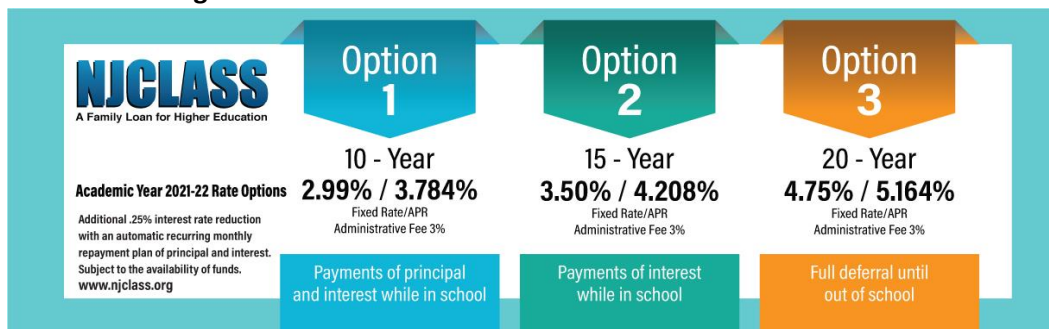 NJCLASS
A Family Loan for Higher Education
Academic Year 2021-22 Rate Options
Additional .25% interest rate reduction
with an automatic recurring monthly
repayment plan of principal and interest.
Subject to the availability of funds.
www.njclass.org
Option
1
10 - Year
2.99% / 3.784%
Fixed Rate/APR
Administrative Fee 3%
Payments of principal
and interest while in school
Option
2
15 - Year
3.50% / 4.208%
Fixed Rate/APR
Administrative Fee 3%
Payments of interest
while in school
Option
3
20 - Year
4.75% / 5.164%
Fixed Rate/APR
Administrative Fee 3%
Full deferral until
out of school